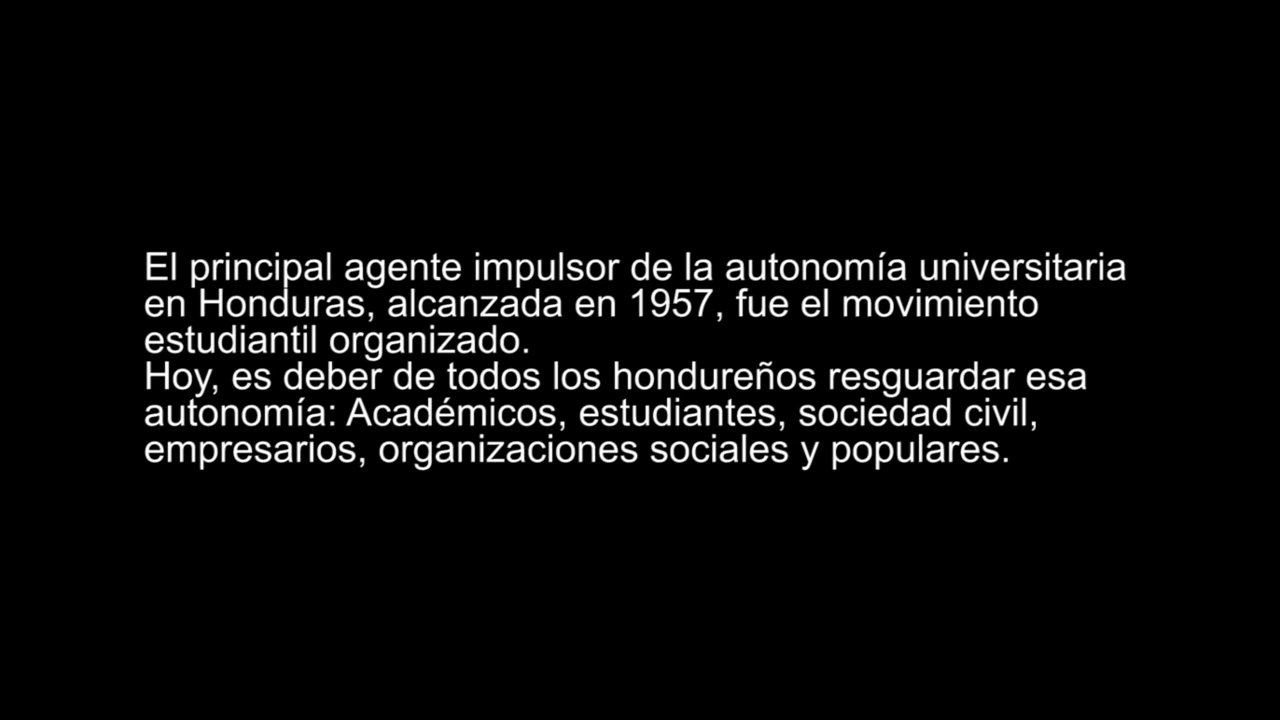 El principal agente impulsor de la autonomía universitaria
en Honduras, alcanzada en 1957, fue el movimiento
estudiantil organizado.
Hoy, es deber de todos los hondureños resguardar esa
autonomía: Académicos, estudiantes, sociedad civil,
empresarios, organizaciones sociales y populares.